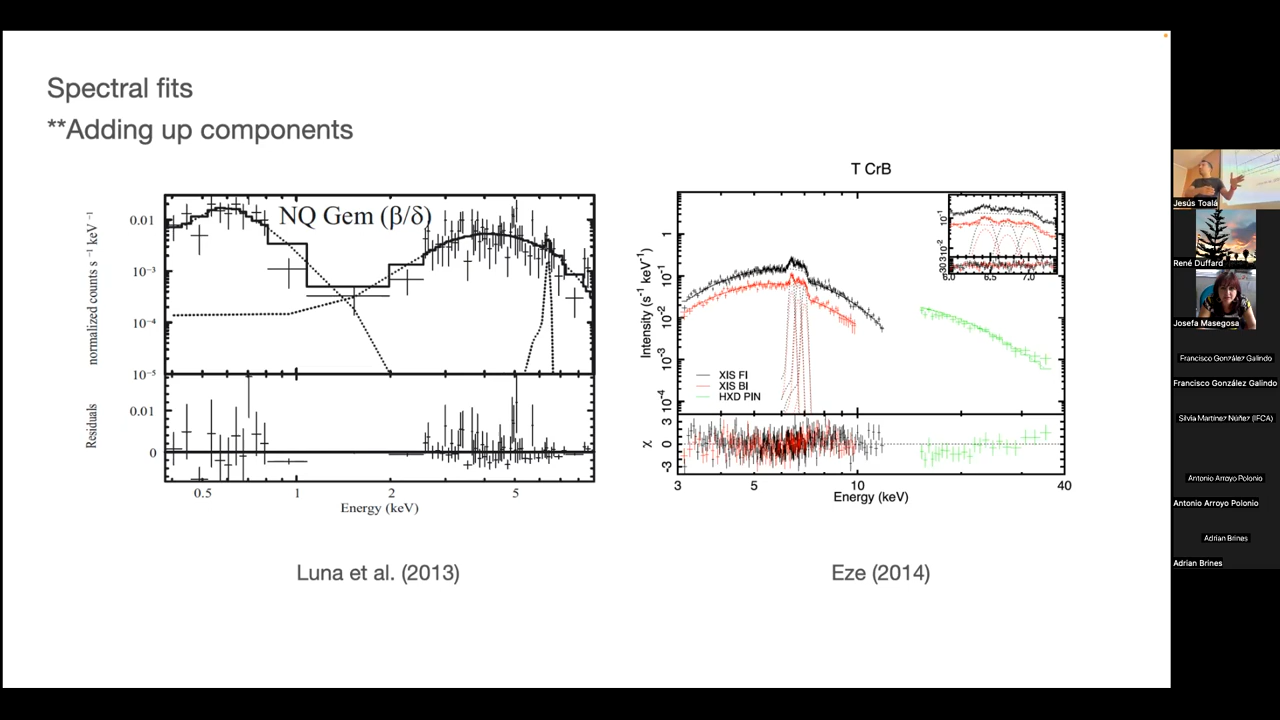 Spectral fits
**Adding up components
NQ Gem (β/δ)
normalized counts s⁻¹ keV⁻¹
0.01
10⁻³
10⁻⁴
10⁻⁵
Residuals
0.01
0
0.5
1
2
5
Energy (keV)
Luna et al. (2013)
T CrB
Intensity (s⁻¹ keV⁻¹)
1
10⁻¹
10⁻²
10⁻³
10⁻⁴
10⁻¹
10⁻²
6.0
6.5
7.0
XIS FI
XIS BI
HXD PIN
χ
3
0
-3
3
5
10
40
Energy (keV)
Eze (2014)
Jesús Toalá
René Duffard
Josefa Masegosa
Francisco González Galindo
Francisco González Galindo
Silvia Martínez Núñez (IFCA)
Antonio Arroyo Polonio
Antonio Arroyo Polonio
Adrian Brines
Adrian Brines